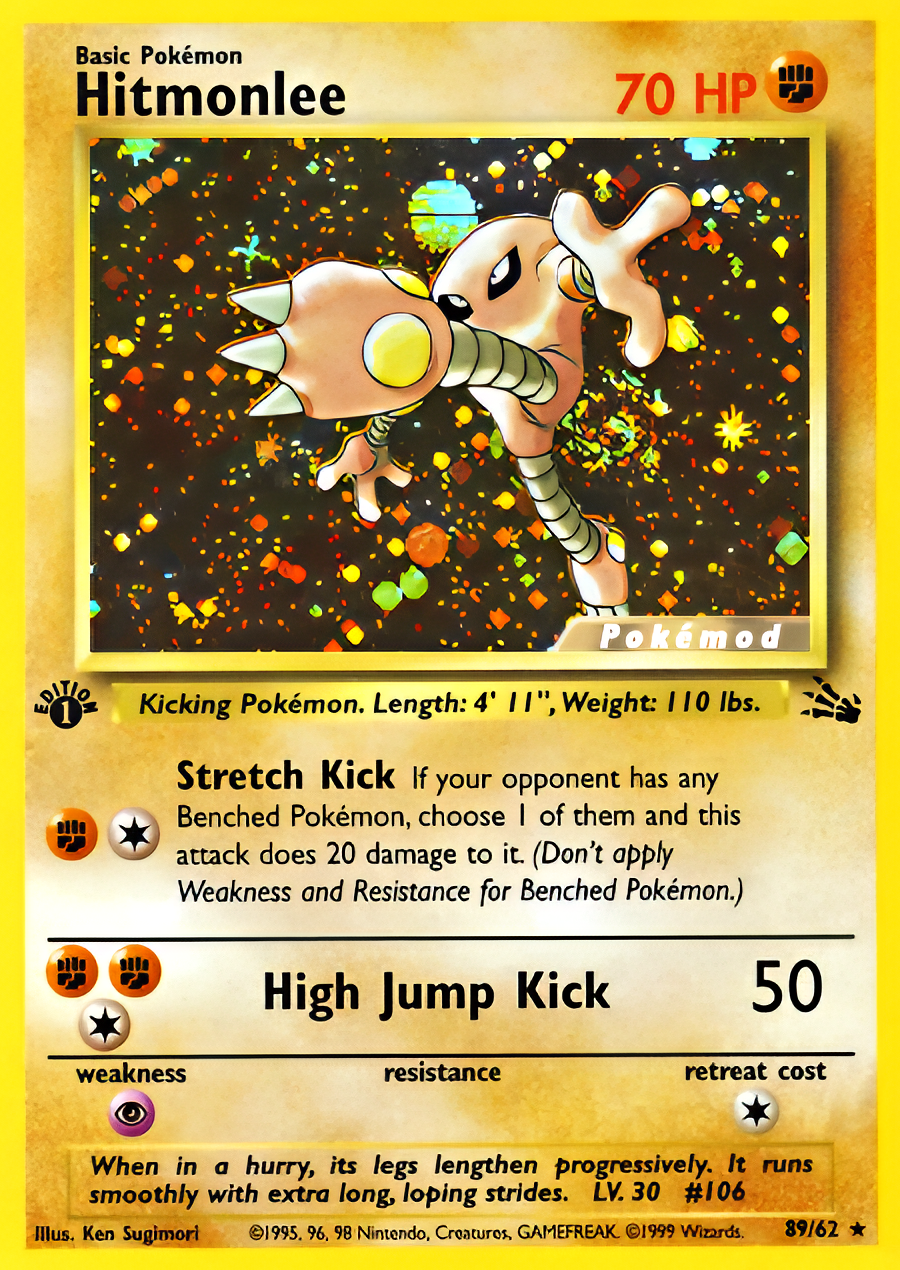 Basic Pokémon
Hitmonlee
70 HP
Pokémod
EDITION
1
Kicking Pokémon. Length: 4' 11", Weight: 110 lbs.
Stretch Kick If your opponent has any
Benched Pokémon, choose 1 of them and this
attack does 20 damage to it. (Don't apply
Weakness and Resistance for Benched Pokémon.)
High Jump Kick 50
weakness resistance retreat cost
When in a hurry, its legs lengthen progressively. It runs
smoothly with extra long, loping strides. LV. 30 #106
Illus. Ken Sugimori ©1995, 96, 98 Nintendo, Creatures, GAMEFREAK. ©1999 Wizards. 89/62 ★